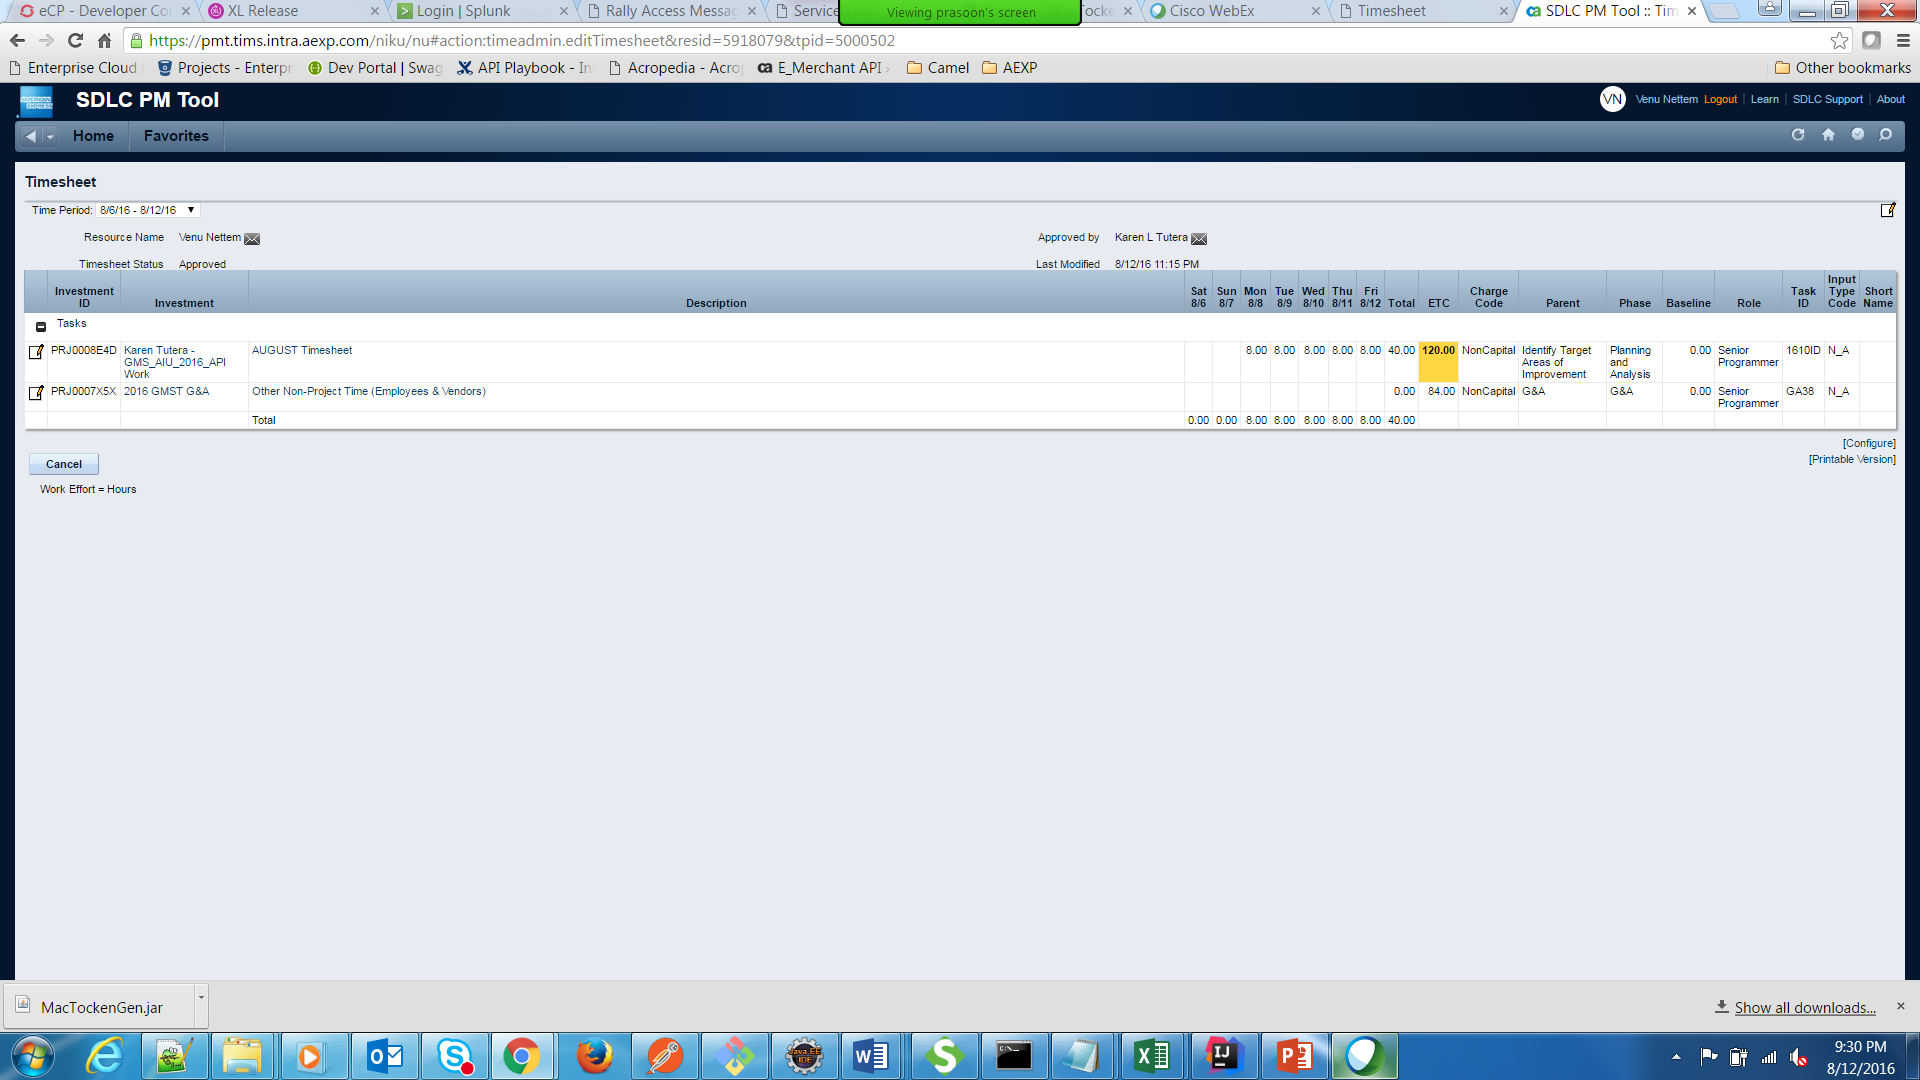 eCP - Developer Co
XL Release
Login | Splunk
Rally Access Messag
Service
Viewing prasoon's screen
ocke
Cisco WebEx
Timesheet
ca SDLC PM Tool :: Tim
https://pmt.tims.intra.aexp.com/niku/nu#action:timeadmin.editTimesheet&resid=5918079&tpid=5000502
Enterprise Cloud
Projects - Enterpr
Dev Portal | Swag
API Playbook - In
Acropedia - Acro
ca E_Merchant API
Camel
AEXP
Other bookmarks
SDLC PM Tool
VN Venu Nettem Logout | Learn | SDLC Support | About
Home Favorites
Timesheet
Time Period: 8/6/16 - 8/12/16
Resource Name Venu Nettem
Approved by Karen L Tutera
Timesheet Status Approved
Last Modified 8/12/16 11:15 PM
Investment ID Investment Description Sat 8/6 Sun 8/7 Mon 8/8 Tue 8/9 Wed 8/10 Thu 8/11 Fri 8/12 Total ETC Charge Code Parent Phase Baseline Role Task ID Input Type Code Short Name
Tasks
PRJ0008E4D Karen Tutera - GMS_AIU_2016_API Work AUGUST Timesheet 8.00 8.00 8.00 8.00 8.00 40.00 120.00 NonCapital Identify Target Areas of Improvement Planning and Analysis 0.00 Senior Programmer 1610ID N_A
PRJ0007X5X 2016 GMST G&A Other Non-Project Time (Employees & Vendors) 0.00 84.00 NonCapital G&A G&A 0.00 Senior Programmer GA38 N_A
Total 0.00 0.00 8.00 8.00 8.00 8.00 8.00 40.00
[Configure]
Cancel
[Printable Version]
Work Effort = Hours
MacTockenGen.jar
Show all downloads...
9:30 PM
8/12/2016